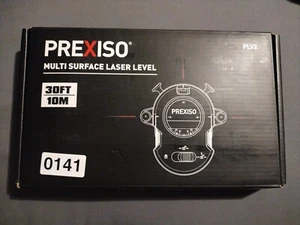 PREXISO®
PLV2
MULTI SURFACE LASER LEVEL
30FT
10M
PREXISO
0141